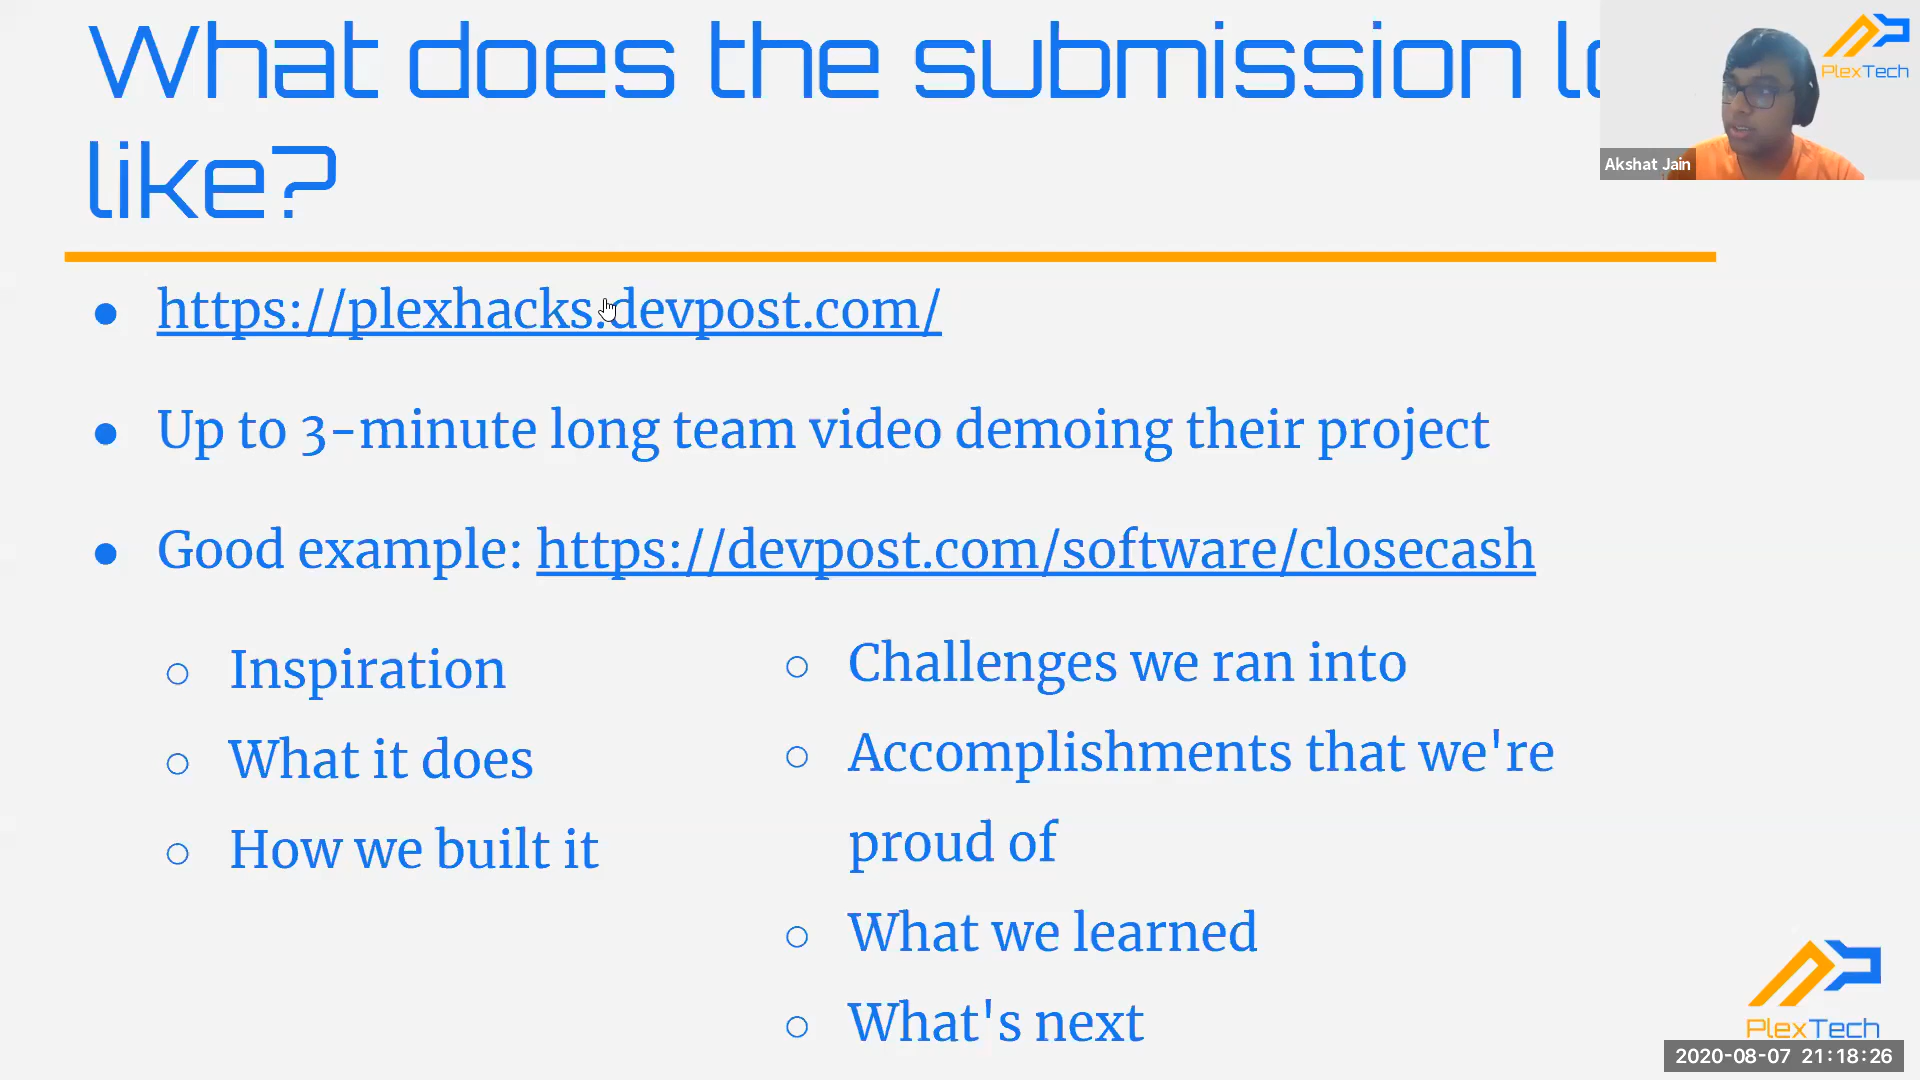 What does the submission lo
like?
PlexTech
Akshat Jain
https://plexhacks.devpost.com/
Up to 3-minute long team video demoing their project
Good example: https://devpost.com/software/closecash
Inspiration
What it does
How we built it
Challenges we ran into
Accomplishments that we're
proud of
What we learned
What's next
PlexTech
2020-08-07 21:18:26